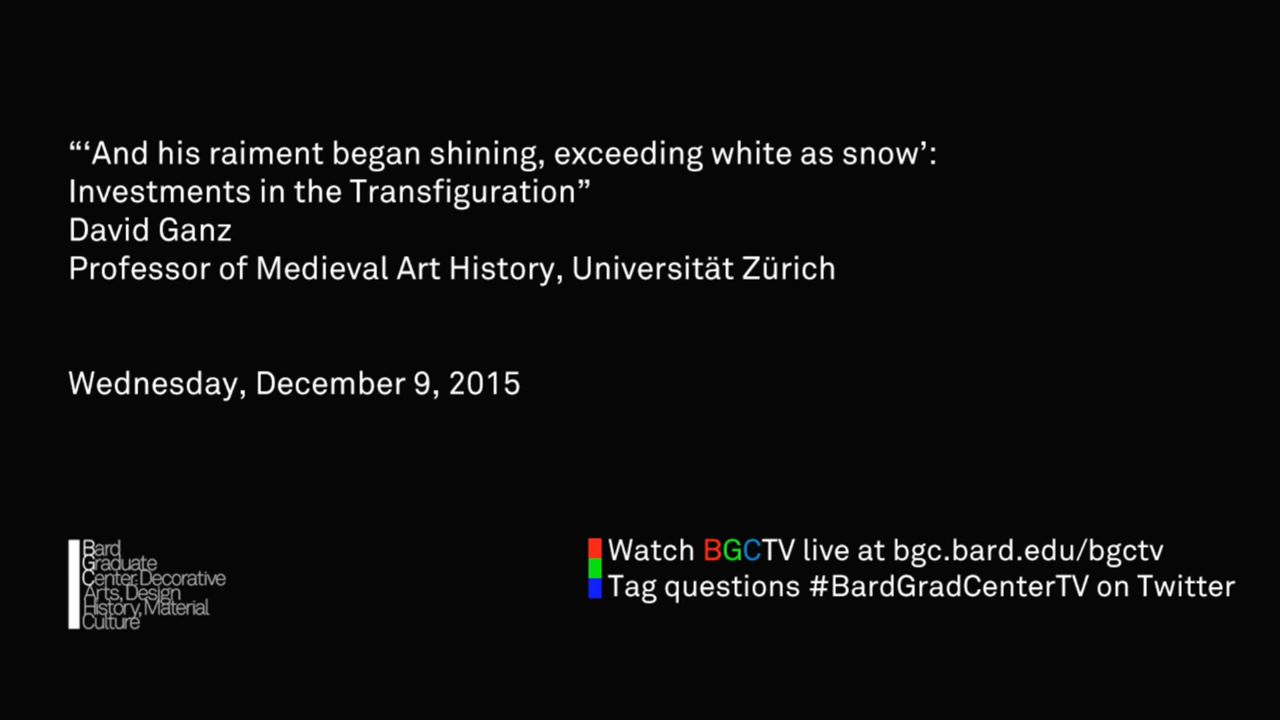 “‘And his raiment began shining, exceeding white as snow’:
Investments in the Transfiguration”
David Ganz
Professor of Medieval Art History, Universität Zürich
Wednesday, December 9, 2015
Bard
Graduate
Center: Decorative
Arts, Design
History, Material
Culture
Watch BGCTV live at bgc.bard.edu/bgctv
Tag questions #BardGradCenterTV on Twitter